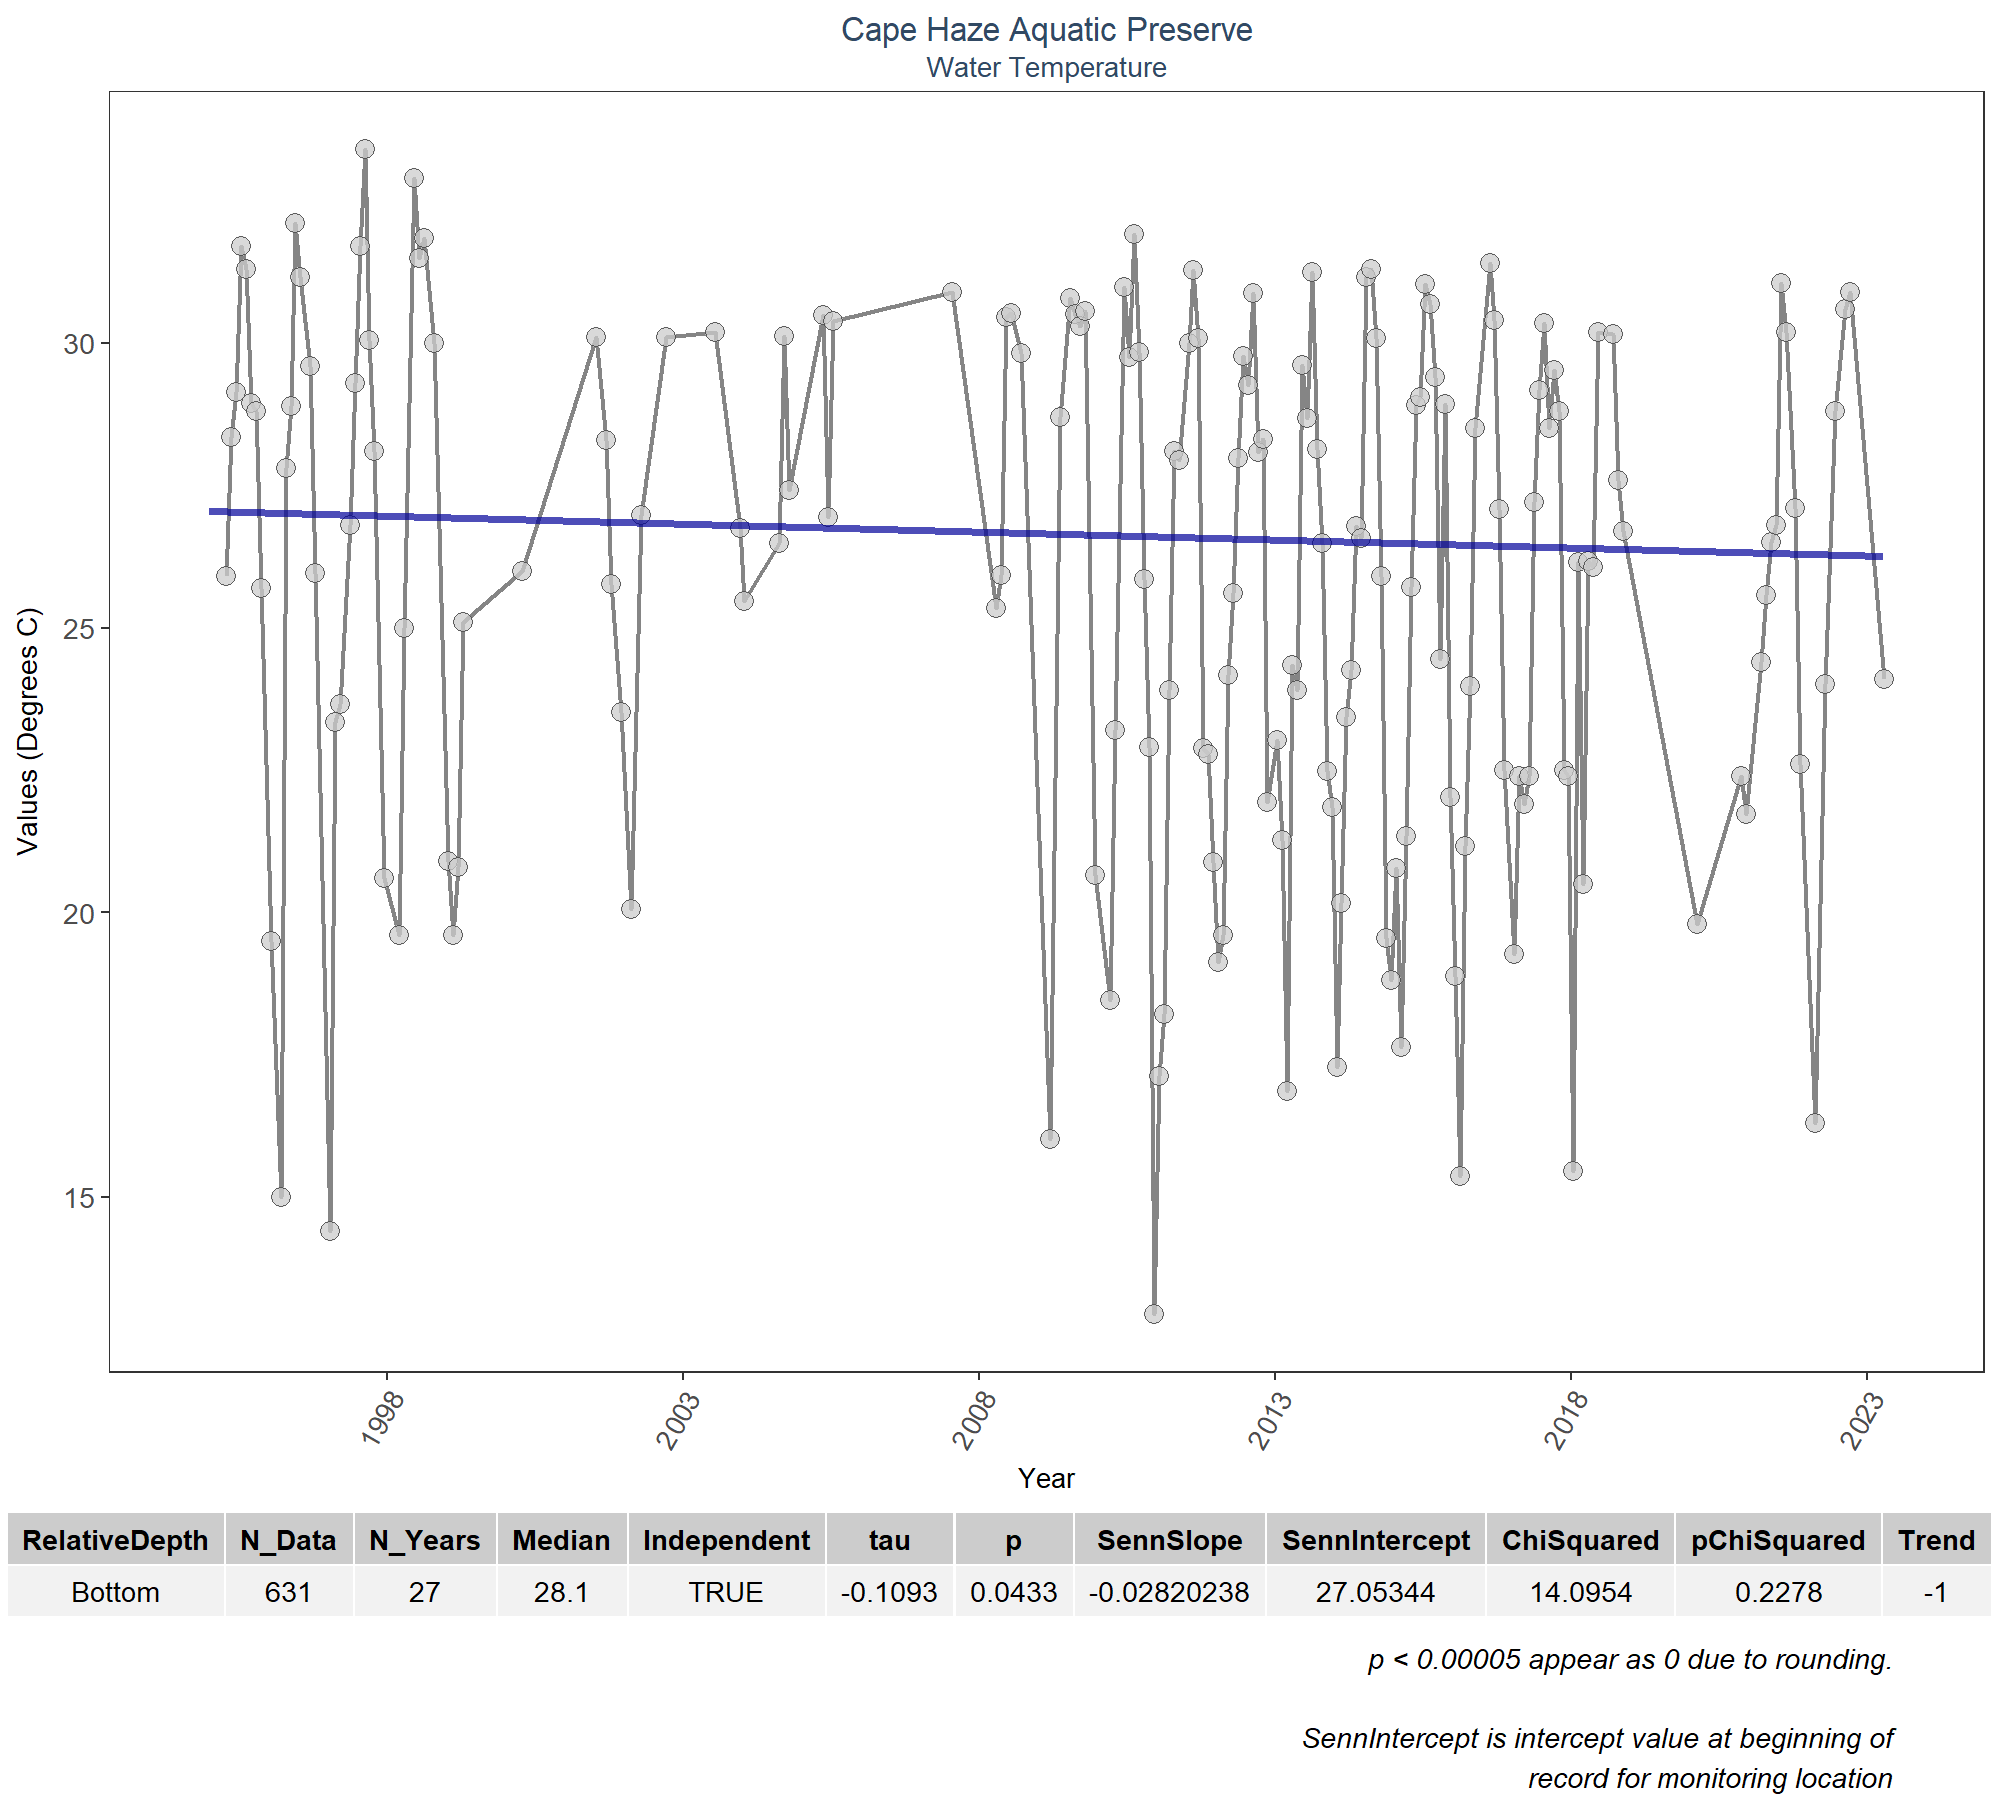 Cape Haze Aquatic Preserve
Water Temperature
Values (Degrees C)
30
25
20
15
1998
2003
2008
2013
2018
2023
Year
RelativeDepth N_Data N_Years Median Independent tau p SennSlope SennIntercept ChiSquared pChiSquared Trend
Bottom 631 27 28.1 TRUE -0.1093 0.0433 -0.02820238 27.05344 14.0954 0.2278 -1
p < 0.00005 appear as 0 due to rounding.
SennIntercept is intercept value at beginning of
record for monitoring location